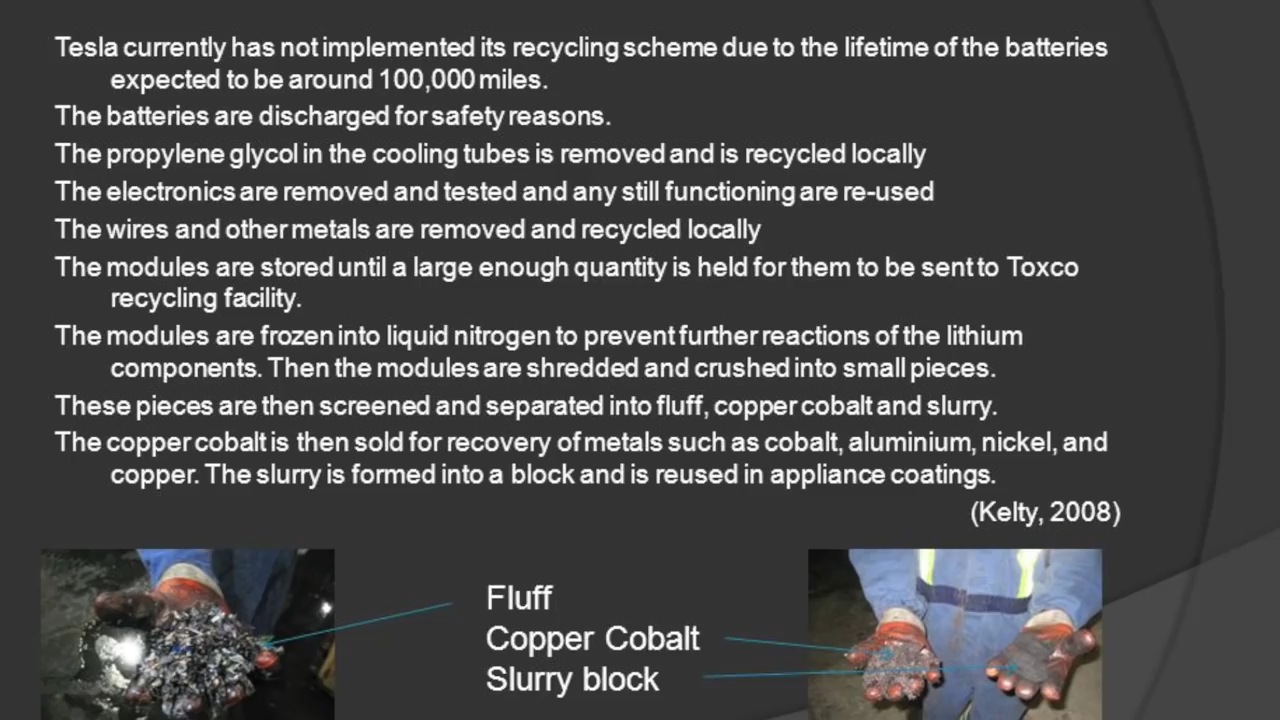 Tesla currently has not implemented its recycling scheme due to the lifetime of the batteries
expected to be around 100,000 miles.
The batteries are discharged for safety reasons.
The propylene glycol in the cooling tubes is removed and is recycled locally
The electronics are removed and tested and any still functioning are re-used
The wires and other metals are removed and recycled locally
The modules are stored until a large enough quantity is held for them to be sent to Toxco
recycling facility.
The modules are frozen into liquid nitrogen to prevent further reactions of the lithium
components. Then the modules are shredded and crushed into small pieces.
These pieces are then screened and separated into fluff, copper cobalt and slurry.
The copper cobalt is then sold for recovery of metals such as cobalt, aluminium, nickel, and
copper. The slurry is formed into a block and is reused in appliance coatings.
(Kelty, 2008)
Fluff
Copper Cobalt
Slurry block